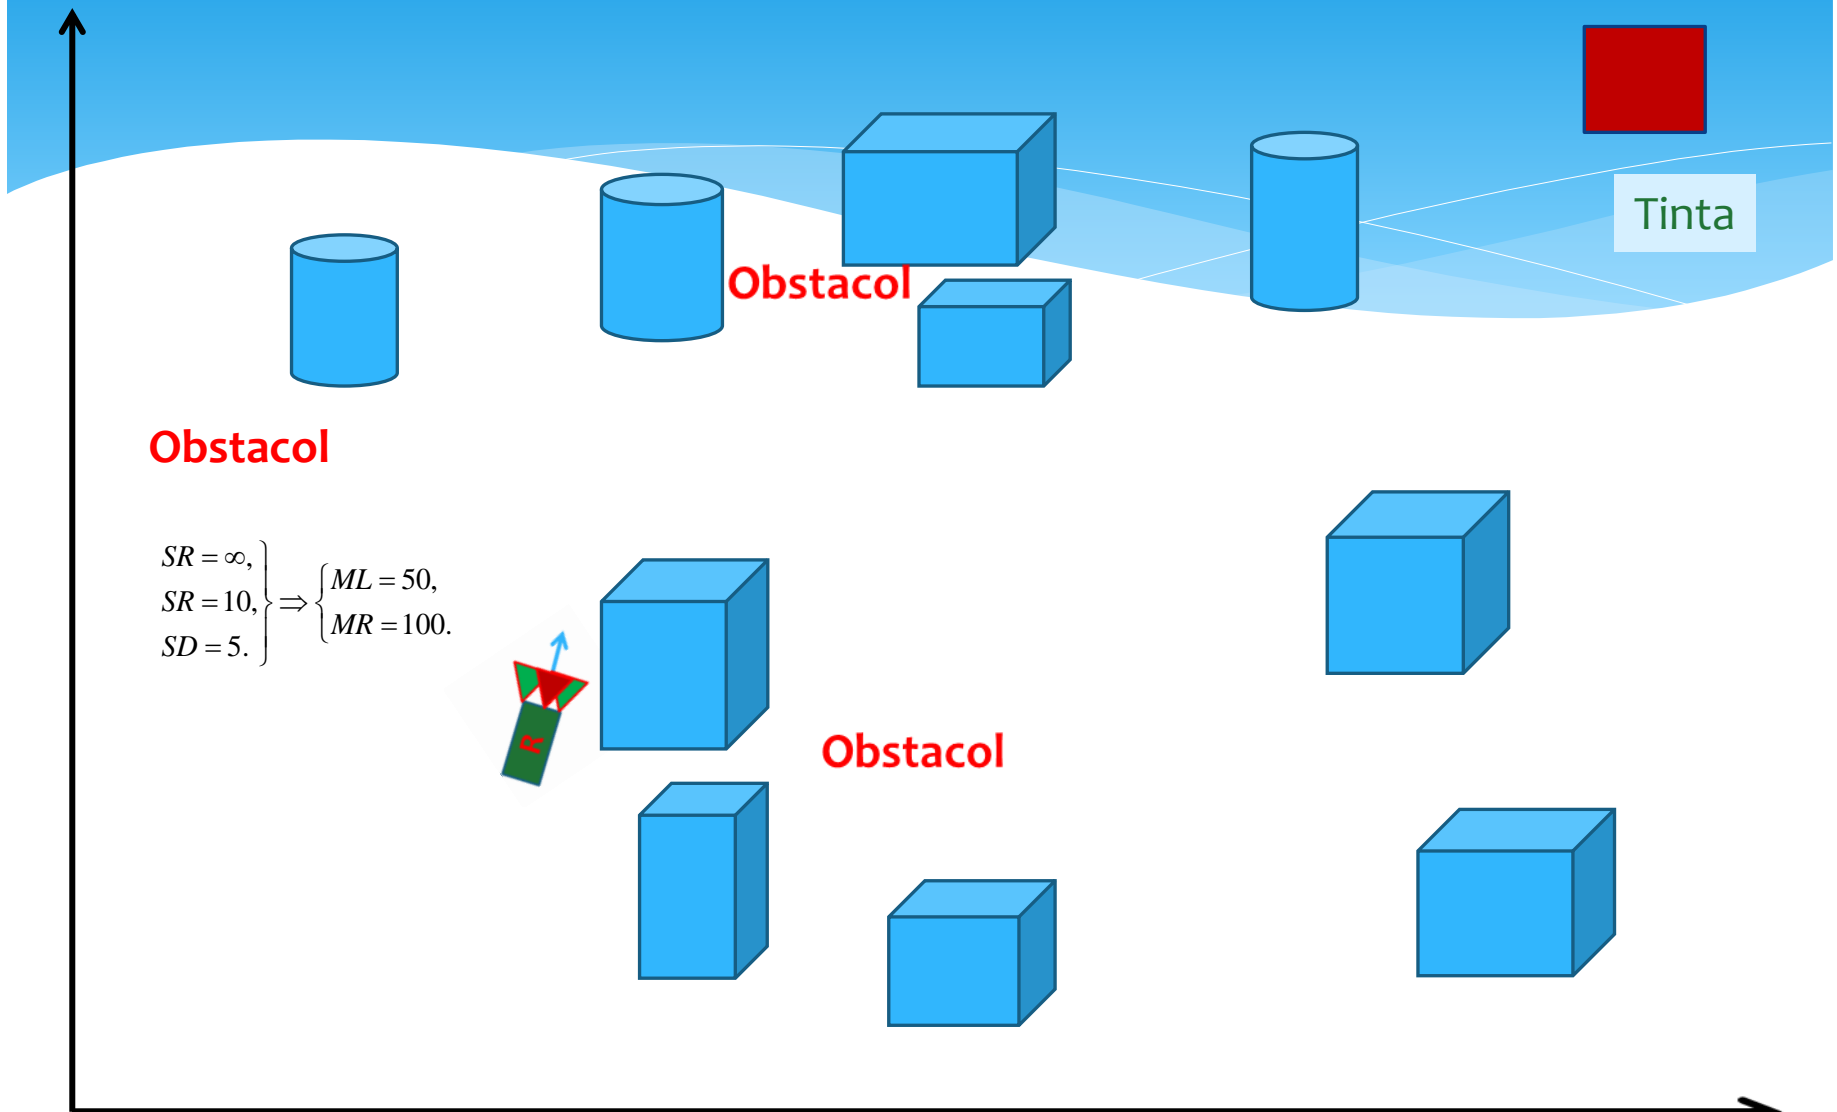 Tinta
Obstacol
Obstacol
SR = ∞,
SR = 10,
SD = 5.
⇒
ML = 50,
MR = 100.
R
Obstacol